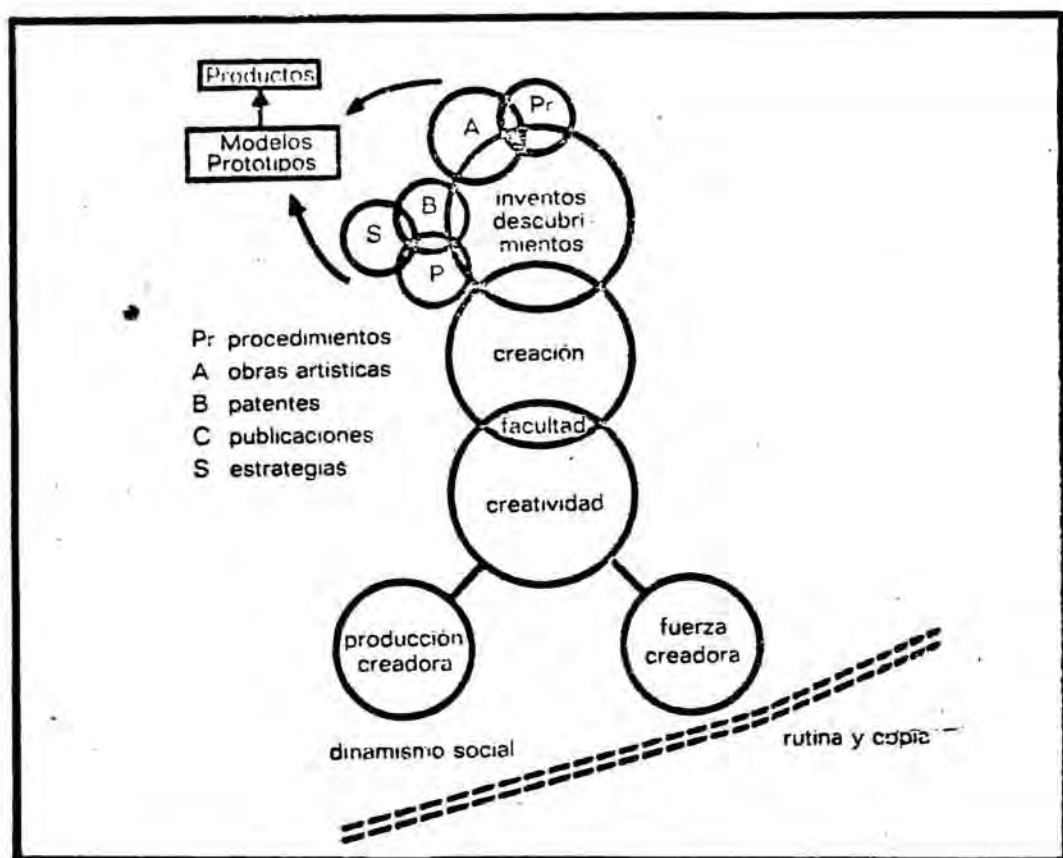 Productos
Modelos
Prototipos
A
Pr
inventos
descubri-
mientos
B
S
P
creación
Pr procedimientos
A obras artísticas
B patentes
C publicaciones
S estrategias
facultad
creatividad
producción
creadora
fuerza
creadora
dinamismo social
rutina y copia